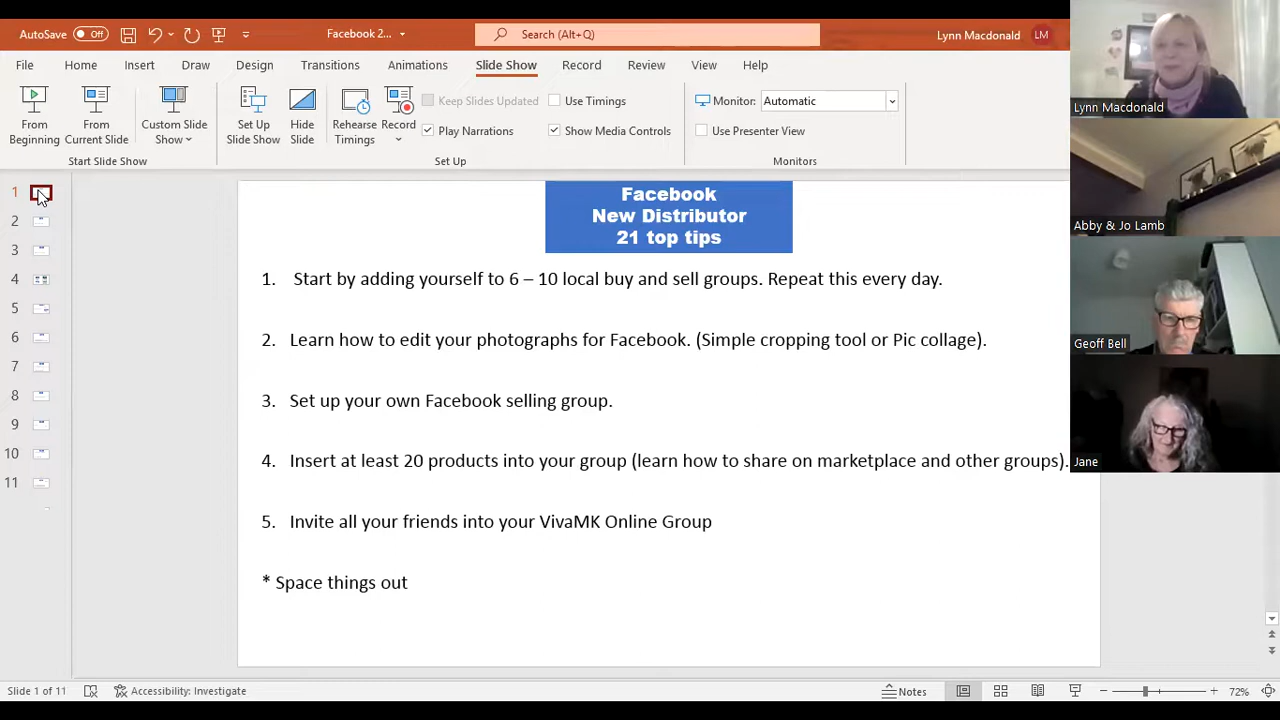 AutoSave Off Facebook 2... Search (Alt+Q) Lynn Macdonald LM
File Home Insert Draw Design Transitions Animations Slide Show Record Review View Help
From Beginning
From Current Slide
Custom Slide Show
Start Slide Show
Set Up Slide Show
Hide Slide
Rehearse Timings
Record
Keep Slides Updated
Play Narrations
Use Timings
Show Media Controls
Set Up
Monitor: Automatic
Use Presenter View
Monitors
Lynn Macdonald
Abby & Jo Lamb
Geoff Bell
Jane
1
2
3
4
5
6
7
8
9
10
11
Facebook
New Distributor
21 top tips
1. Start by adding yourself to 6 – 10 local buy and sell groups. Repeat this every day.
2. Learn how to edit your photographs for Facebook. (Simple cropping tool or Pic collage).
3. Set up your own Facebook selling group.
4. Insert at least 20 products into your group (learn how to share on marketplace and other groups).
5. Invite all your friends into your VivaMK Online Group
* Space things out
Slide 1 of 11 Accessibility: Investigate Notes 72%